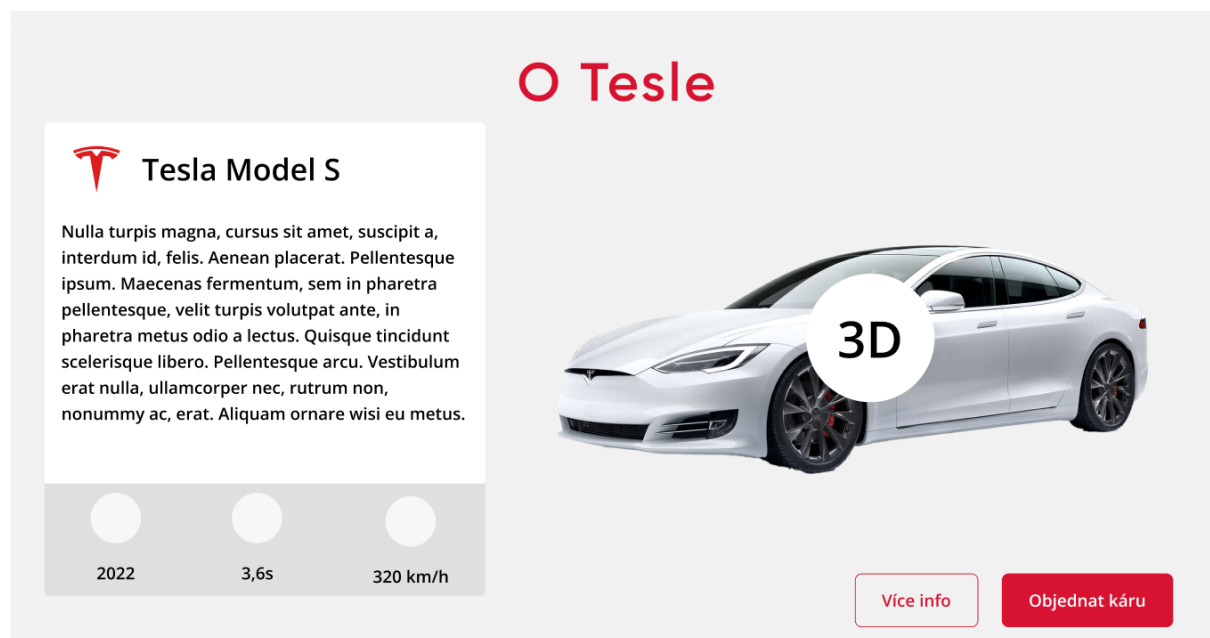 O Tesle
Tesla Model S
Nulla turpis magna, cursus sit amet, suscipit a,
interdum id, felis. Aenean placerat. Pellentesque
ipsum. Maecenas fermentum, sem in pharetra
pellentesque, velit turpis volutpat ante, in
pharetra metus odio a lectus. Quisque tincidunt
scelerisque libero. Pellentesque arcu. Vestibulum
erat nulla, ullamcorper nec, rutrum non,
nonummy ac, erat. Aliquam ornare wisi eu metus.
2022
3,6s
320 km/h
3D
Více info
Objednat káru